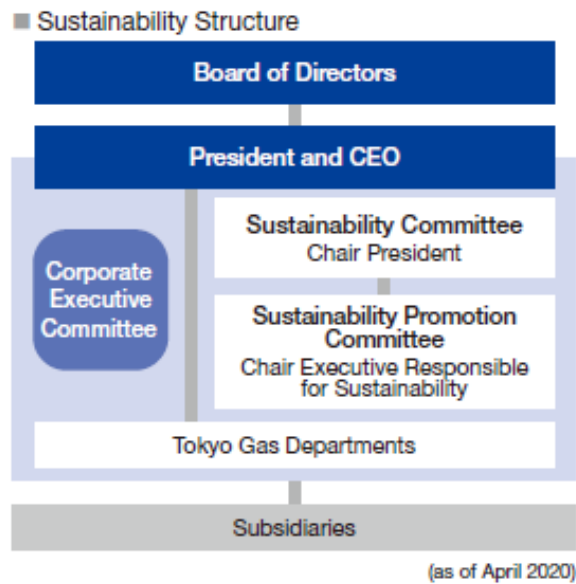 ■ Sustainability Structure
Board of Directors
President and CEO
Sustainability Committee
Chair President
Corporate
Executive
Committee
Sustainability Promotion
Committee
Chair Executive Responsible
for Sustainability
Tokyo Gas Departments
Subsidiaries
(as of April 2020)